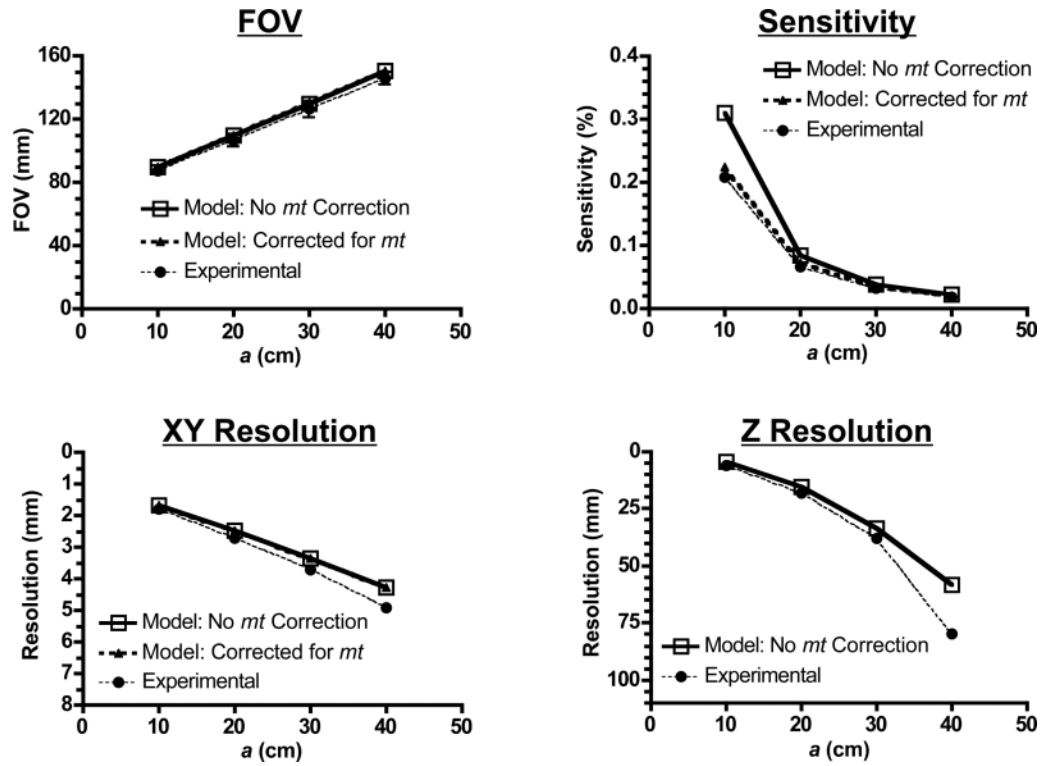 FOV
160
120
80
40
0
FOV (mm)
Model: No mt Correction
Model: Corrected for mt
Experimental
0 10 20 30 40 50
a (cm)
Sensitivity
0.4
0.3
0.2
0.1
0.0
Sensitivity (%)
Model: No mt Correction
Model: Corrected for mt
Experimental
0 10 20 30 40 50
a (cm)
XY Resolution
0
1
2
3
4
5
6
7
8
Resolution (mm)
Model: No mt Correction
Model: Corrected for mt
Experimental
0 10 20 30 40 50
a (cm)
Z Resolution
0
25
50
75
100
Resolution (mm)
Model: No mt Correction
Experimental
0 10 20 30 40 50
a (cm)